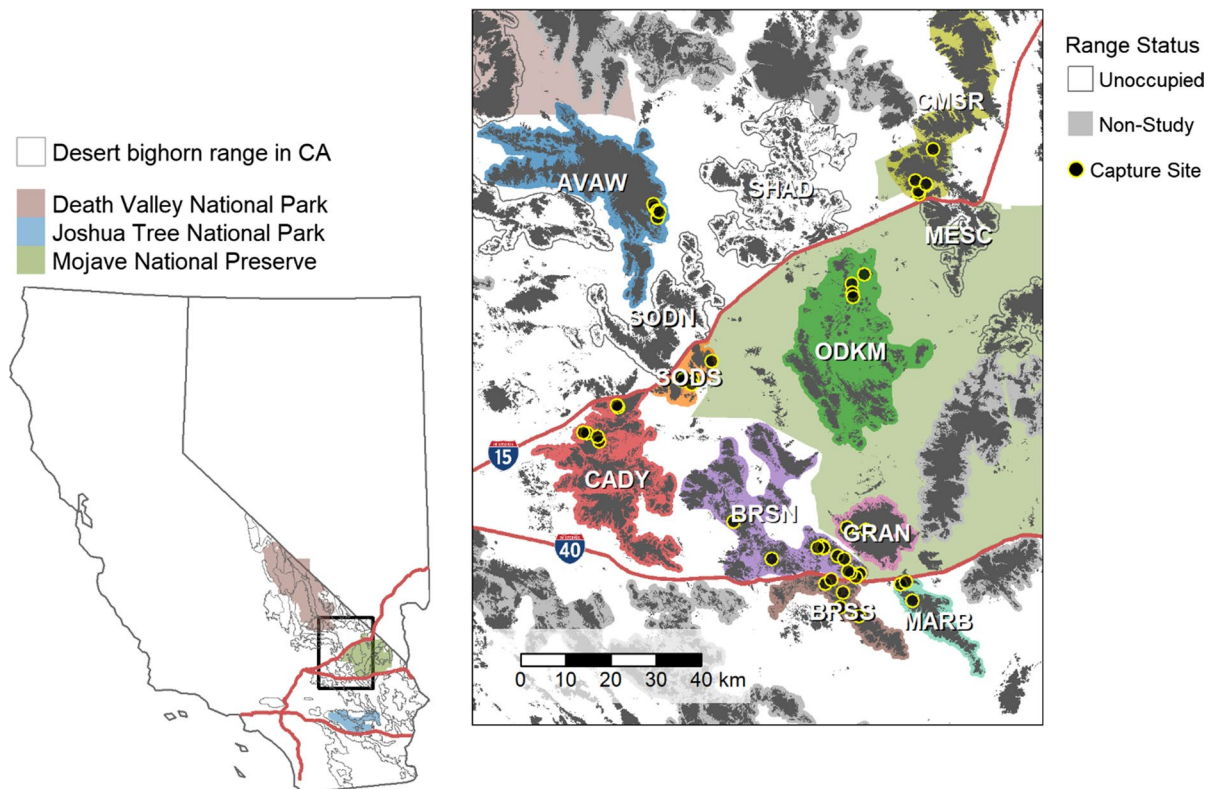 Desert bighorn range in CA
Death Valley National Park
Joshua Tree National Park
Mojave National Preserve
Range Status
Unoccupied
Non-Study
Capture Site
CMSR
AVAW
SHAD
MESC
SODN
ODKM
SODS
15
CADY
BRSN
GRAN
40
BRSS
MARB
0 10 20 30 40 km